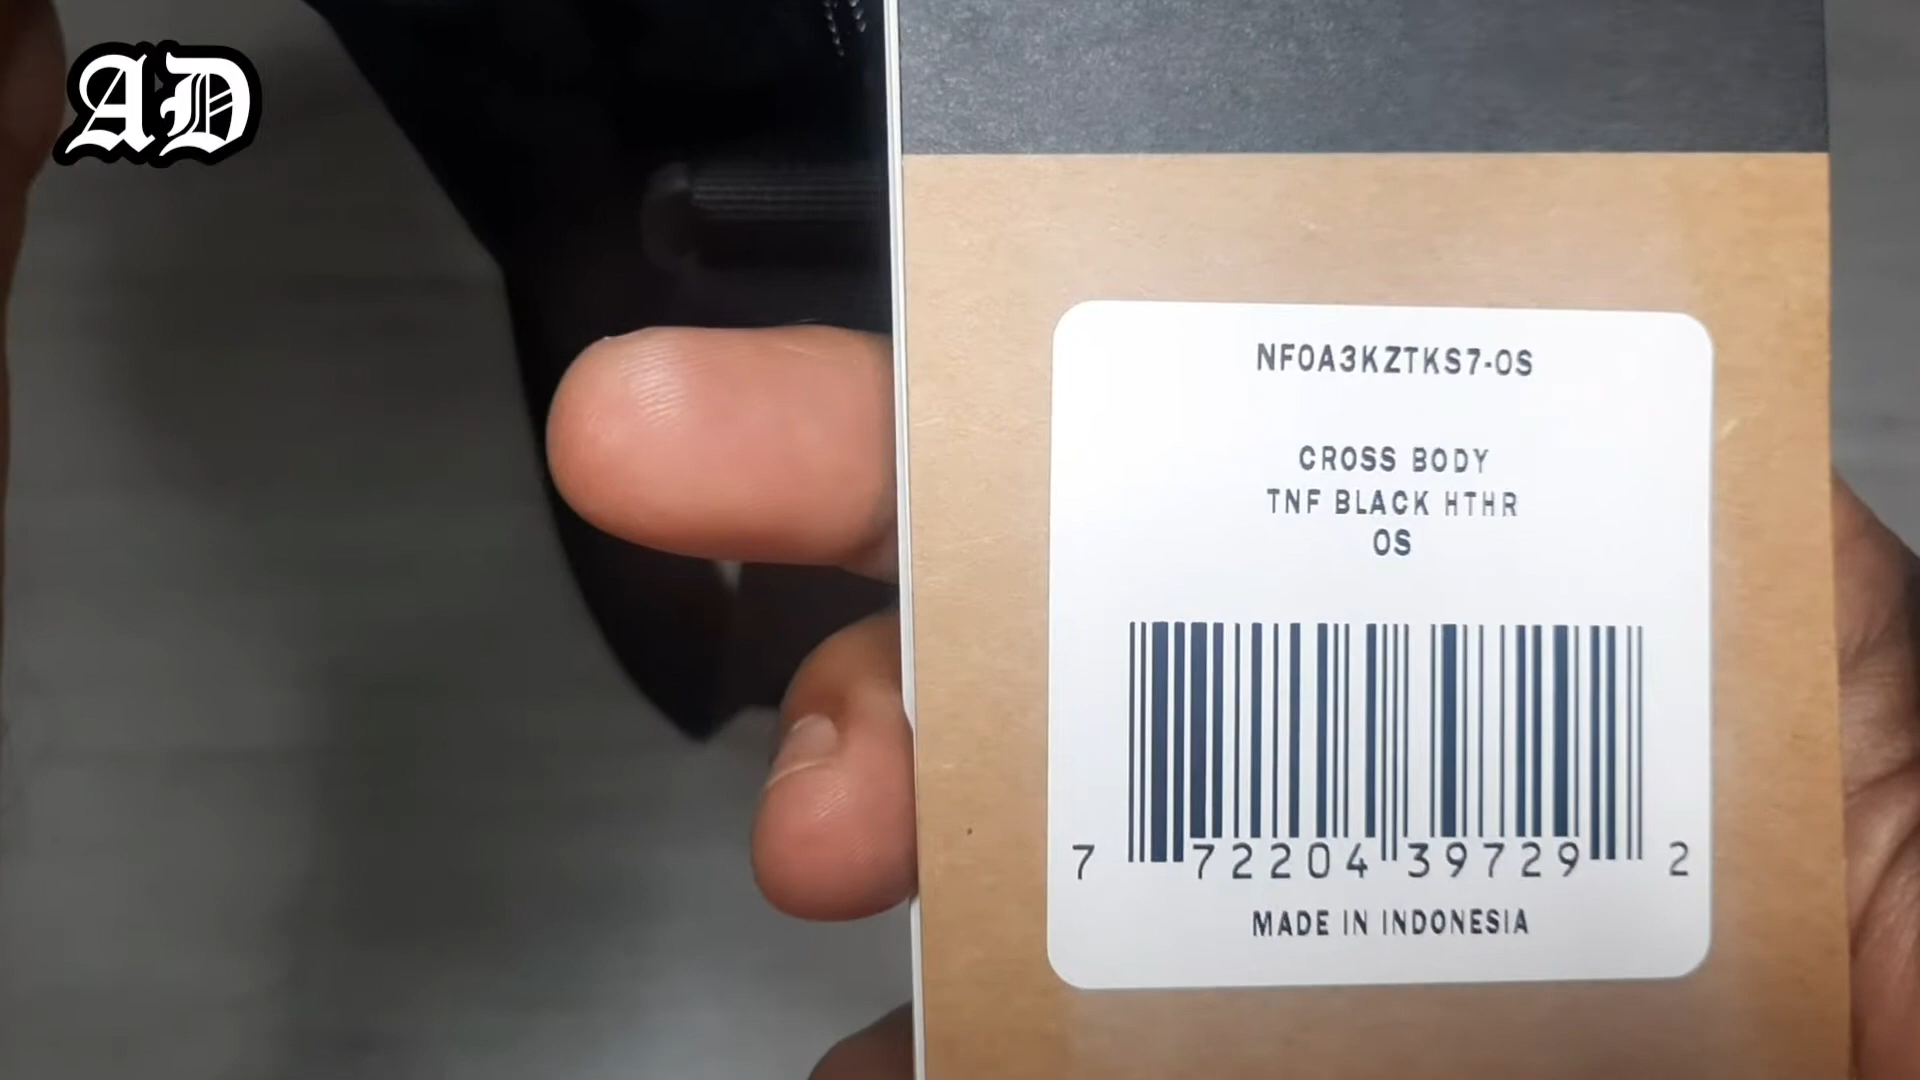 AD
NF0A3KZTKS7-OS
CROSS BODY
TNF BLACK HTHR
OS
7 72204 39729 2
MADE IN INDONESIA